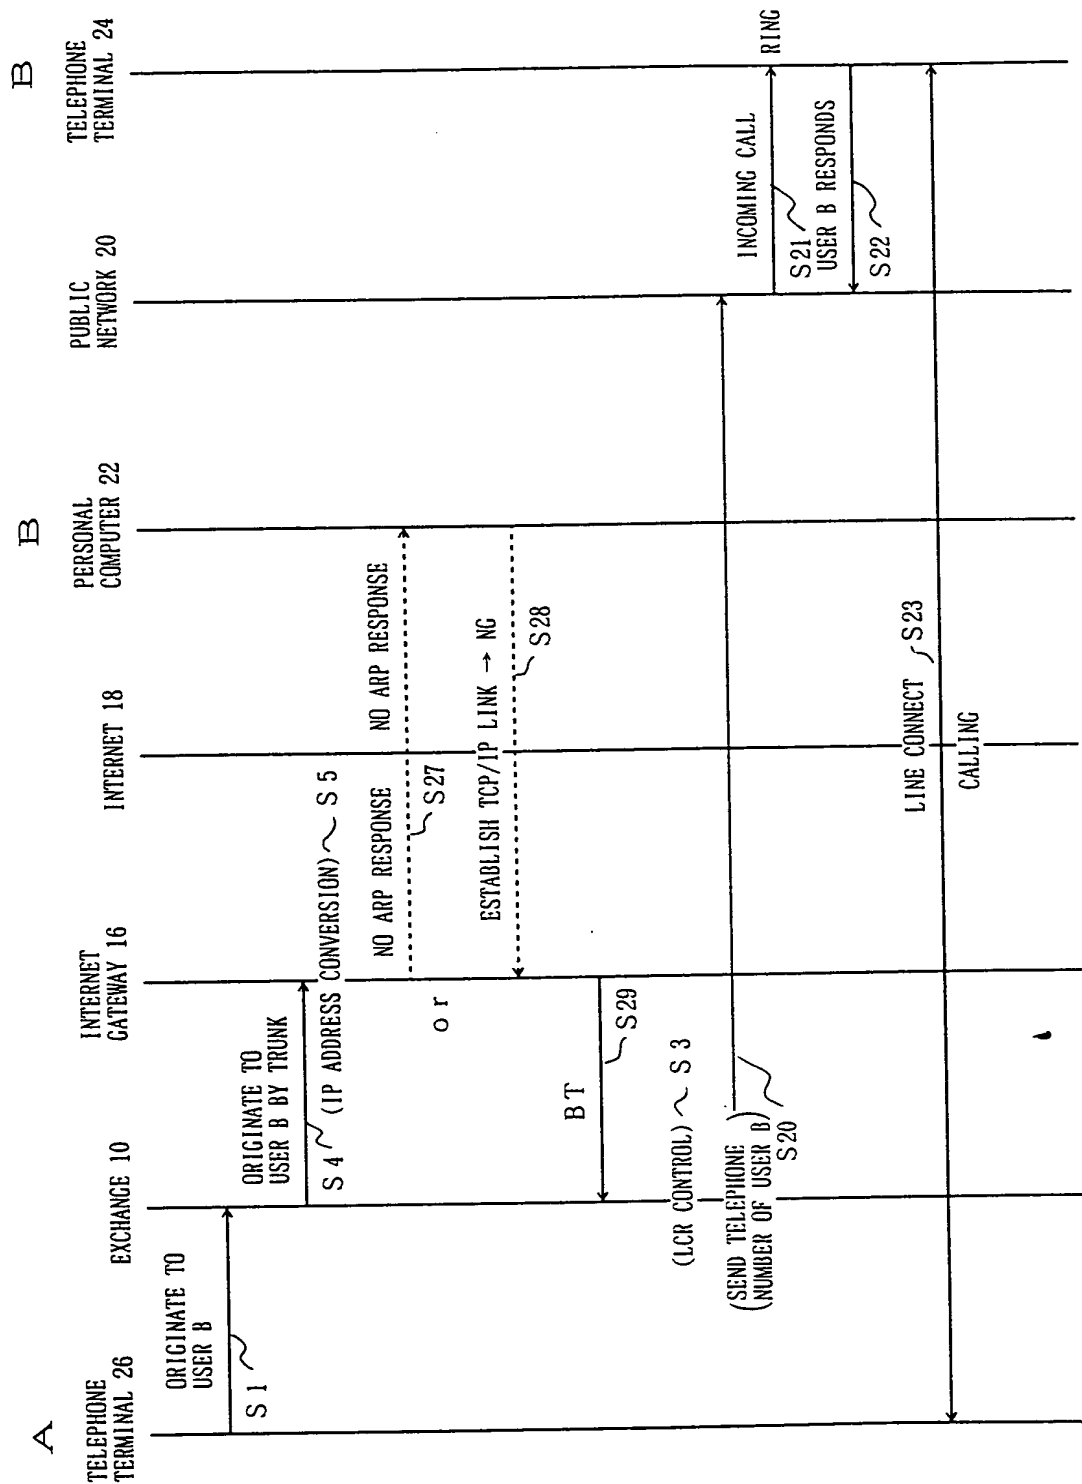 A
B
B
TELEPHONE
TERMINAL 26
EXCHANGE 10
INTERNET
GATEWAY 16
INTERNET 18
PERSONAL
COMPUTER 22
PUBLIC
NETWORK 20
TELEPHONE
TERMINAL 24
ORIGINATE TO
USER B
S1
ORIGINATE TO
USER B BY TRUNK
S4 (IP ADDRESS CONVERSION) S5
NO ARP RESPONSE
NO ARP RESPONSE
S27
or
ESTABLISH TCP/IP LINK → NG
S28
BT
S29
(LCR CONTROL) S3
(SEND TELEPHONE
NUMBER OF USER B)
S20
INCOMING CALL
RING
S21
USER B RESPONDS
S22
LINE CONNECT S23
CALLING